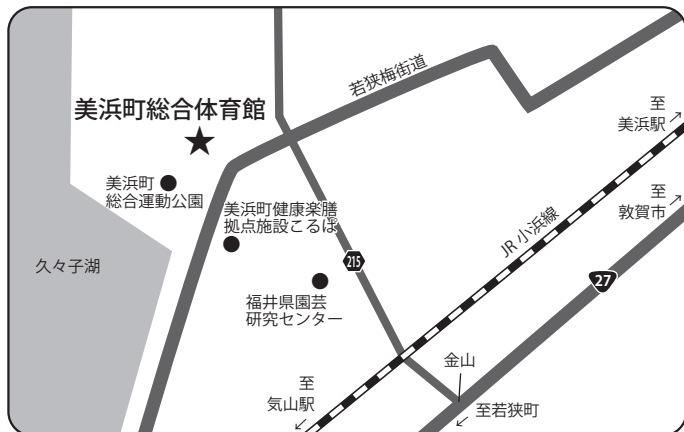 若狭梅街道
至
美浜駅
美浜町総合体育館
美浜町
総合運動公園
美浜町健康楽膳
拠点施設こるぱ
至
敦賀市
JR 小浜線
久々子湖
215
27
福井県園芸
研究センター
金山
至
気山駅
至若狭町